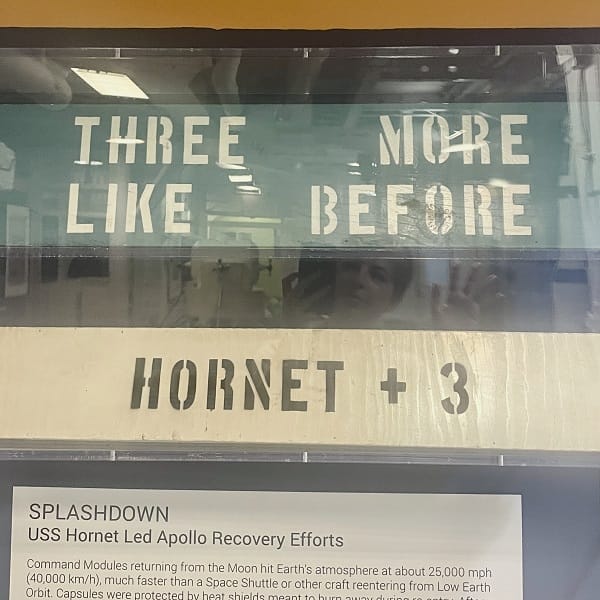 THREE MORE
LIKE BEFORE
HORNET + 3
SPLASHDOWN
USS Hornet Led Apollo Recovery Efforts
Command Modules returning from the Moon hit Earth's atmosphere at about 25,000 mph
(40,000 km/h), much faster than a Space Shuttle or other craft reentering from Low Earth
Orbit. Capsules were protected by heat shields meant to burn away during